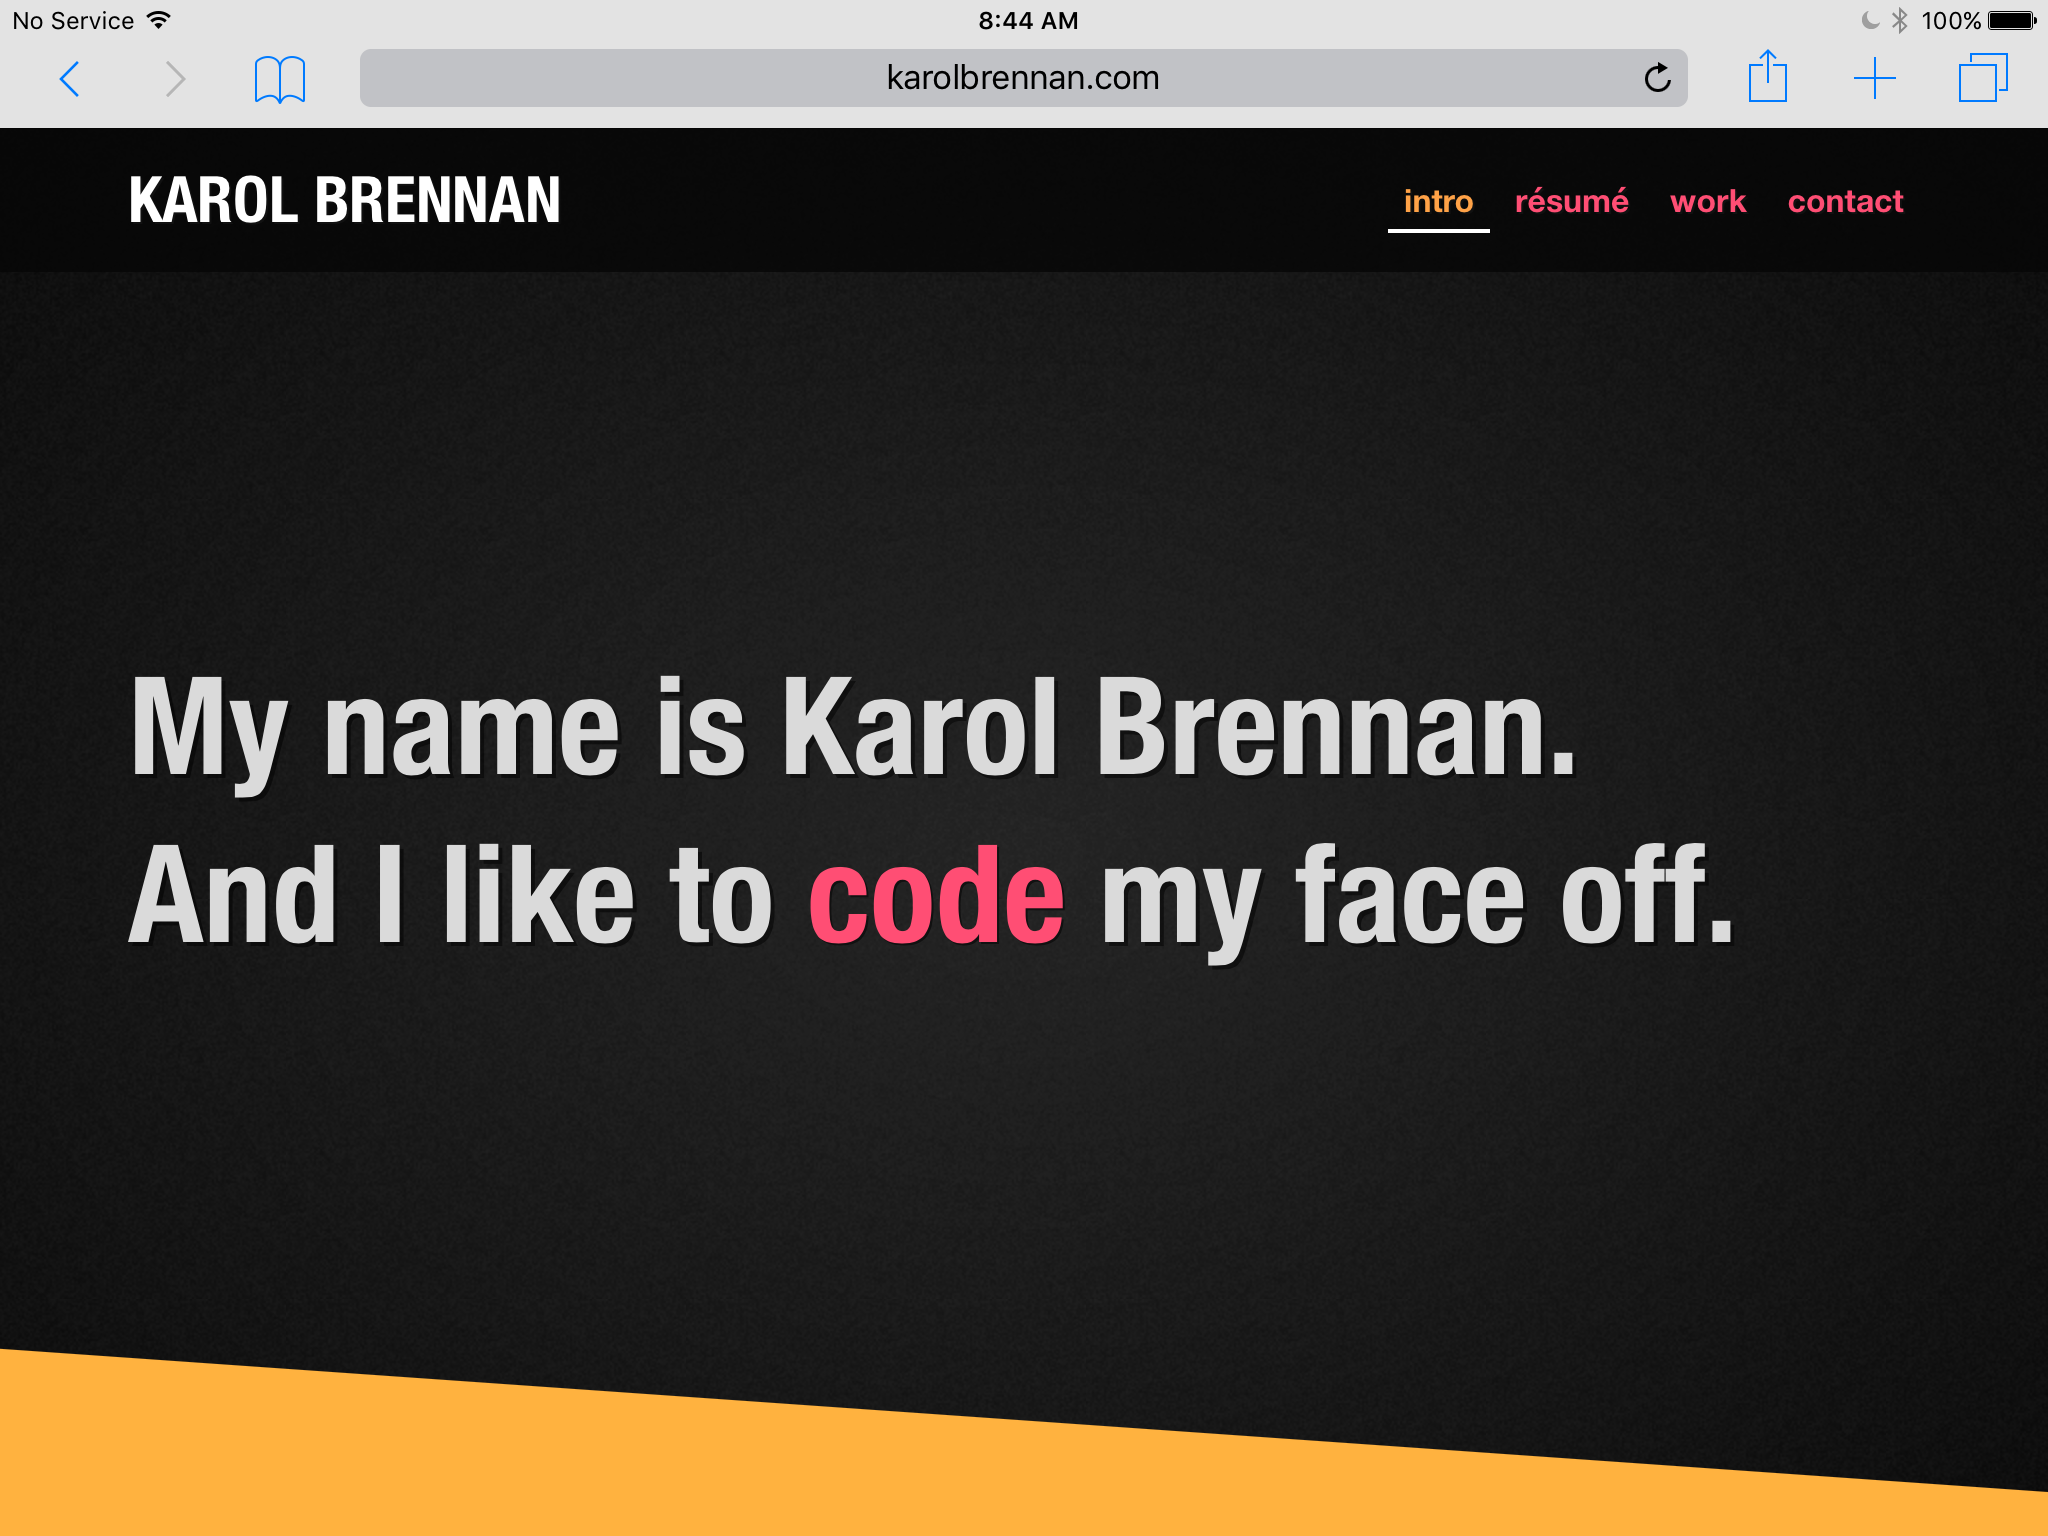 No Service 8:44 AM 100%
karolbrennan.com
KAROL BRENNAN intro résumé work contact
My name is Karol Brennan.
And I like to code my face off.